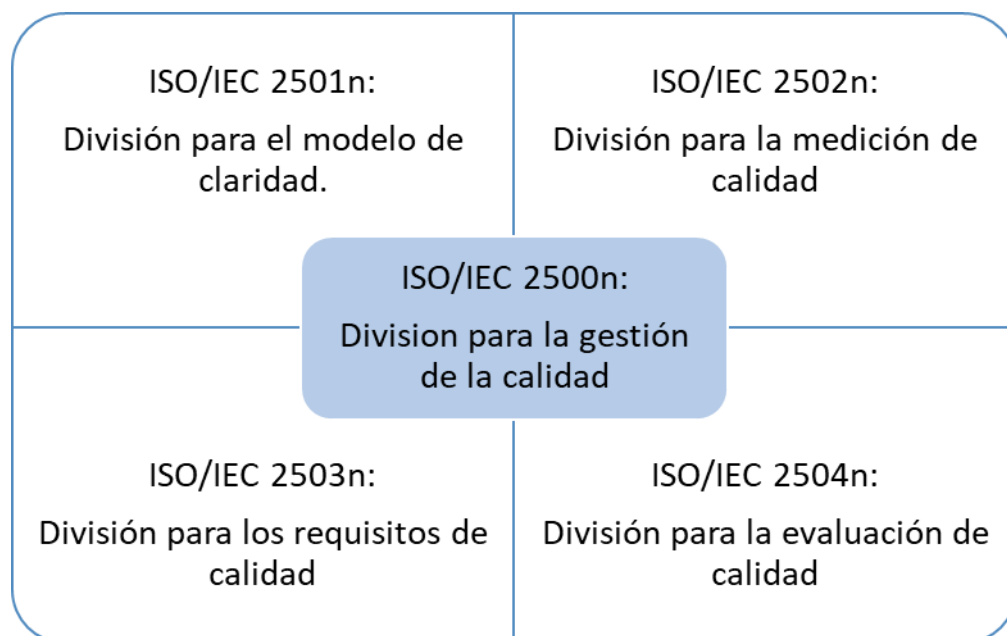 ISO/IEC 2501n:
División para el modelo de
claridad.
ISO/IEC 2502n:
División para la medición de
calidad
ISO/IEC 2500n:
Division para la gestión
de la calidad
ISO/IEC 2503n:
División para los requisitos de
calidad
ISO/IEC 2504n:
División para la evaluación de
calidad